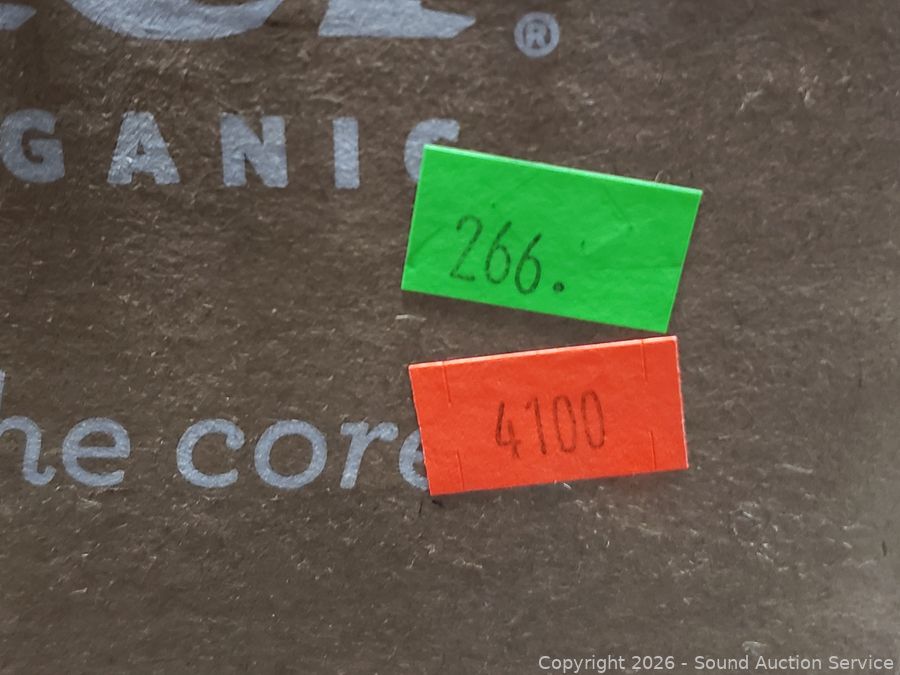 ®
GANIC
266.
4100
he core
Copyright 2026 - Sound Auction Service